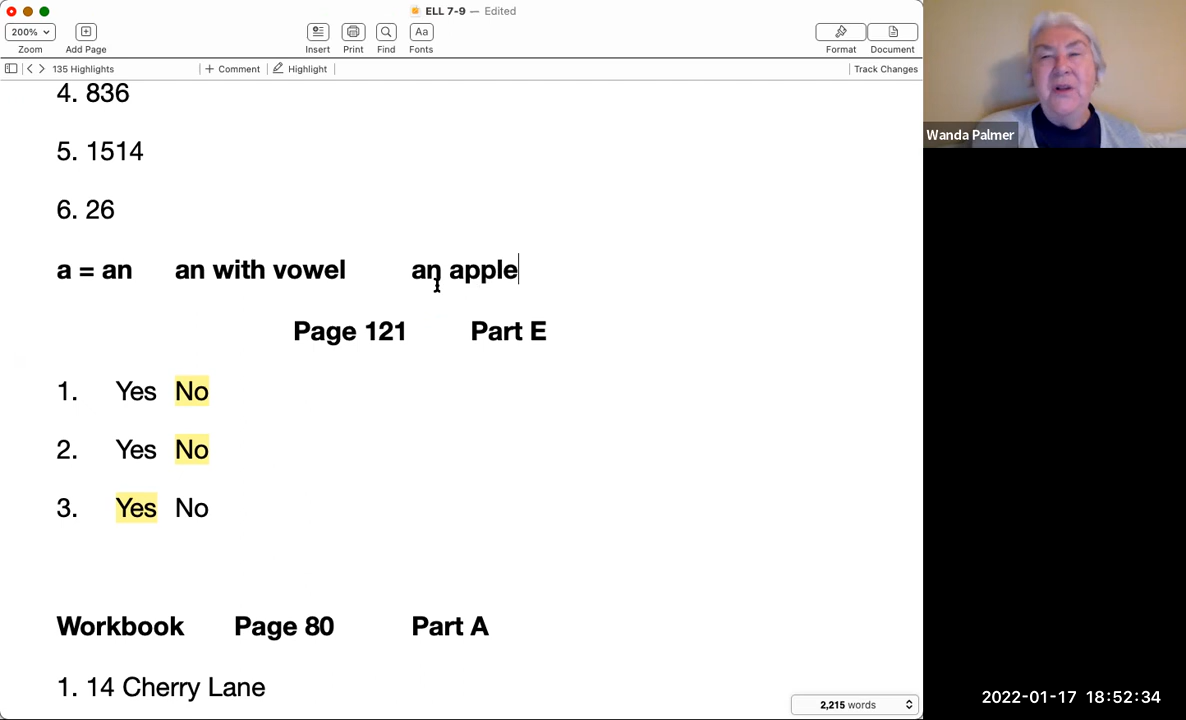 ELL 7-9 — Edited
200%
Zoom
Add Page
Insert
Print
Find
Aa
Fonts
Format
Document
135 Highlights
+ Comment
Highlight
Track Changes
4. 836
5. 1514
6. 26
a = an an with vowel an apple
Page 121 Part E
1. Yes No
2. Yes No
3. Yes No
Workbook Page 80 Part A
1. 14 Cherry Lane
2,215 words
Wanda Palmer
2022-01-17 18:52:34